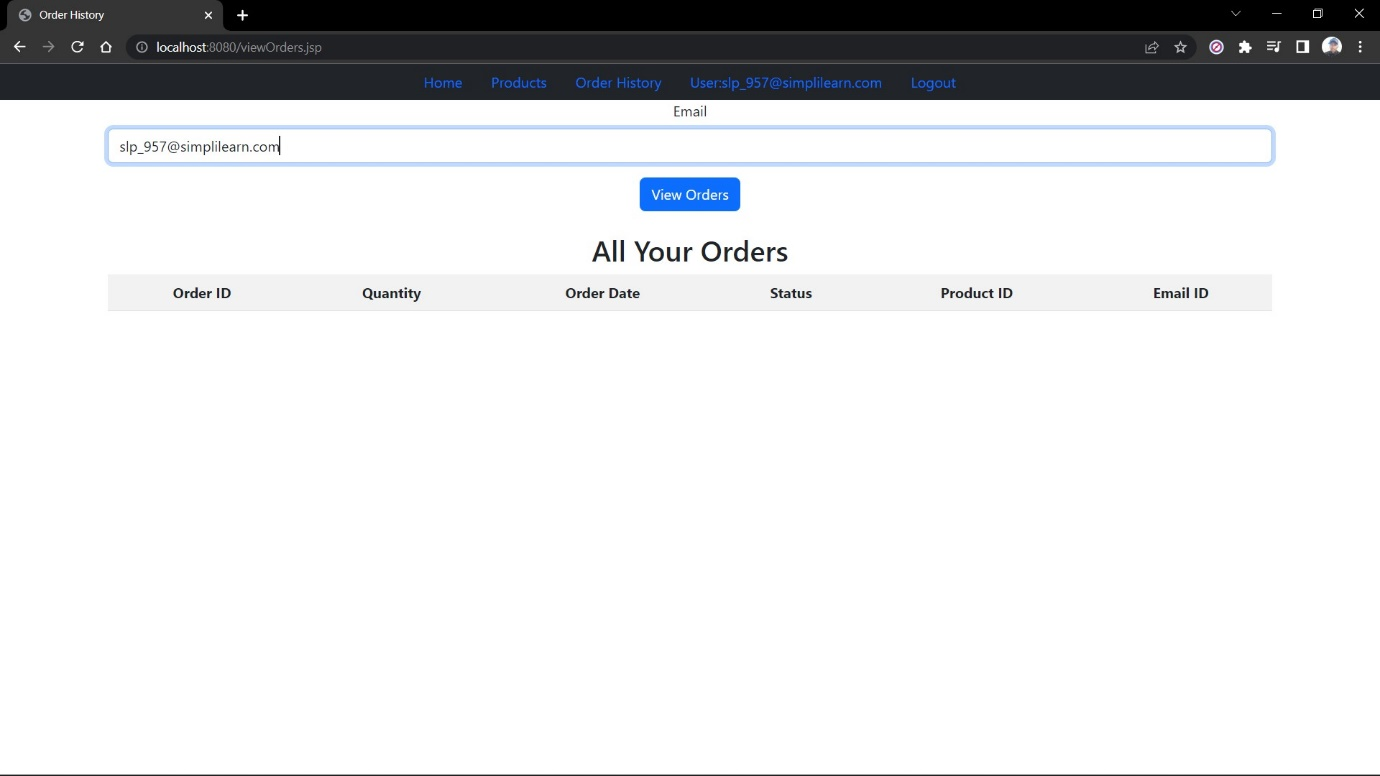 Order History
localhost:8080/viewOrders.jsp
Home Products Order History User:slp_957@simplilearn.com Logout
Email
slp_957@simplilearn.com
View Orders
All Your Orders
Order ID Quantity Order Date Status Product ID Email ID